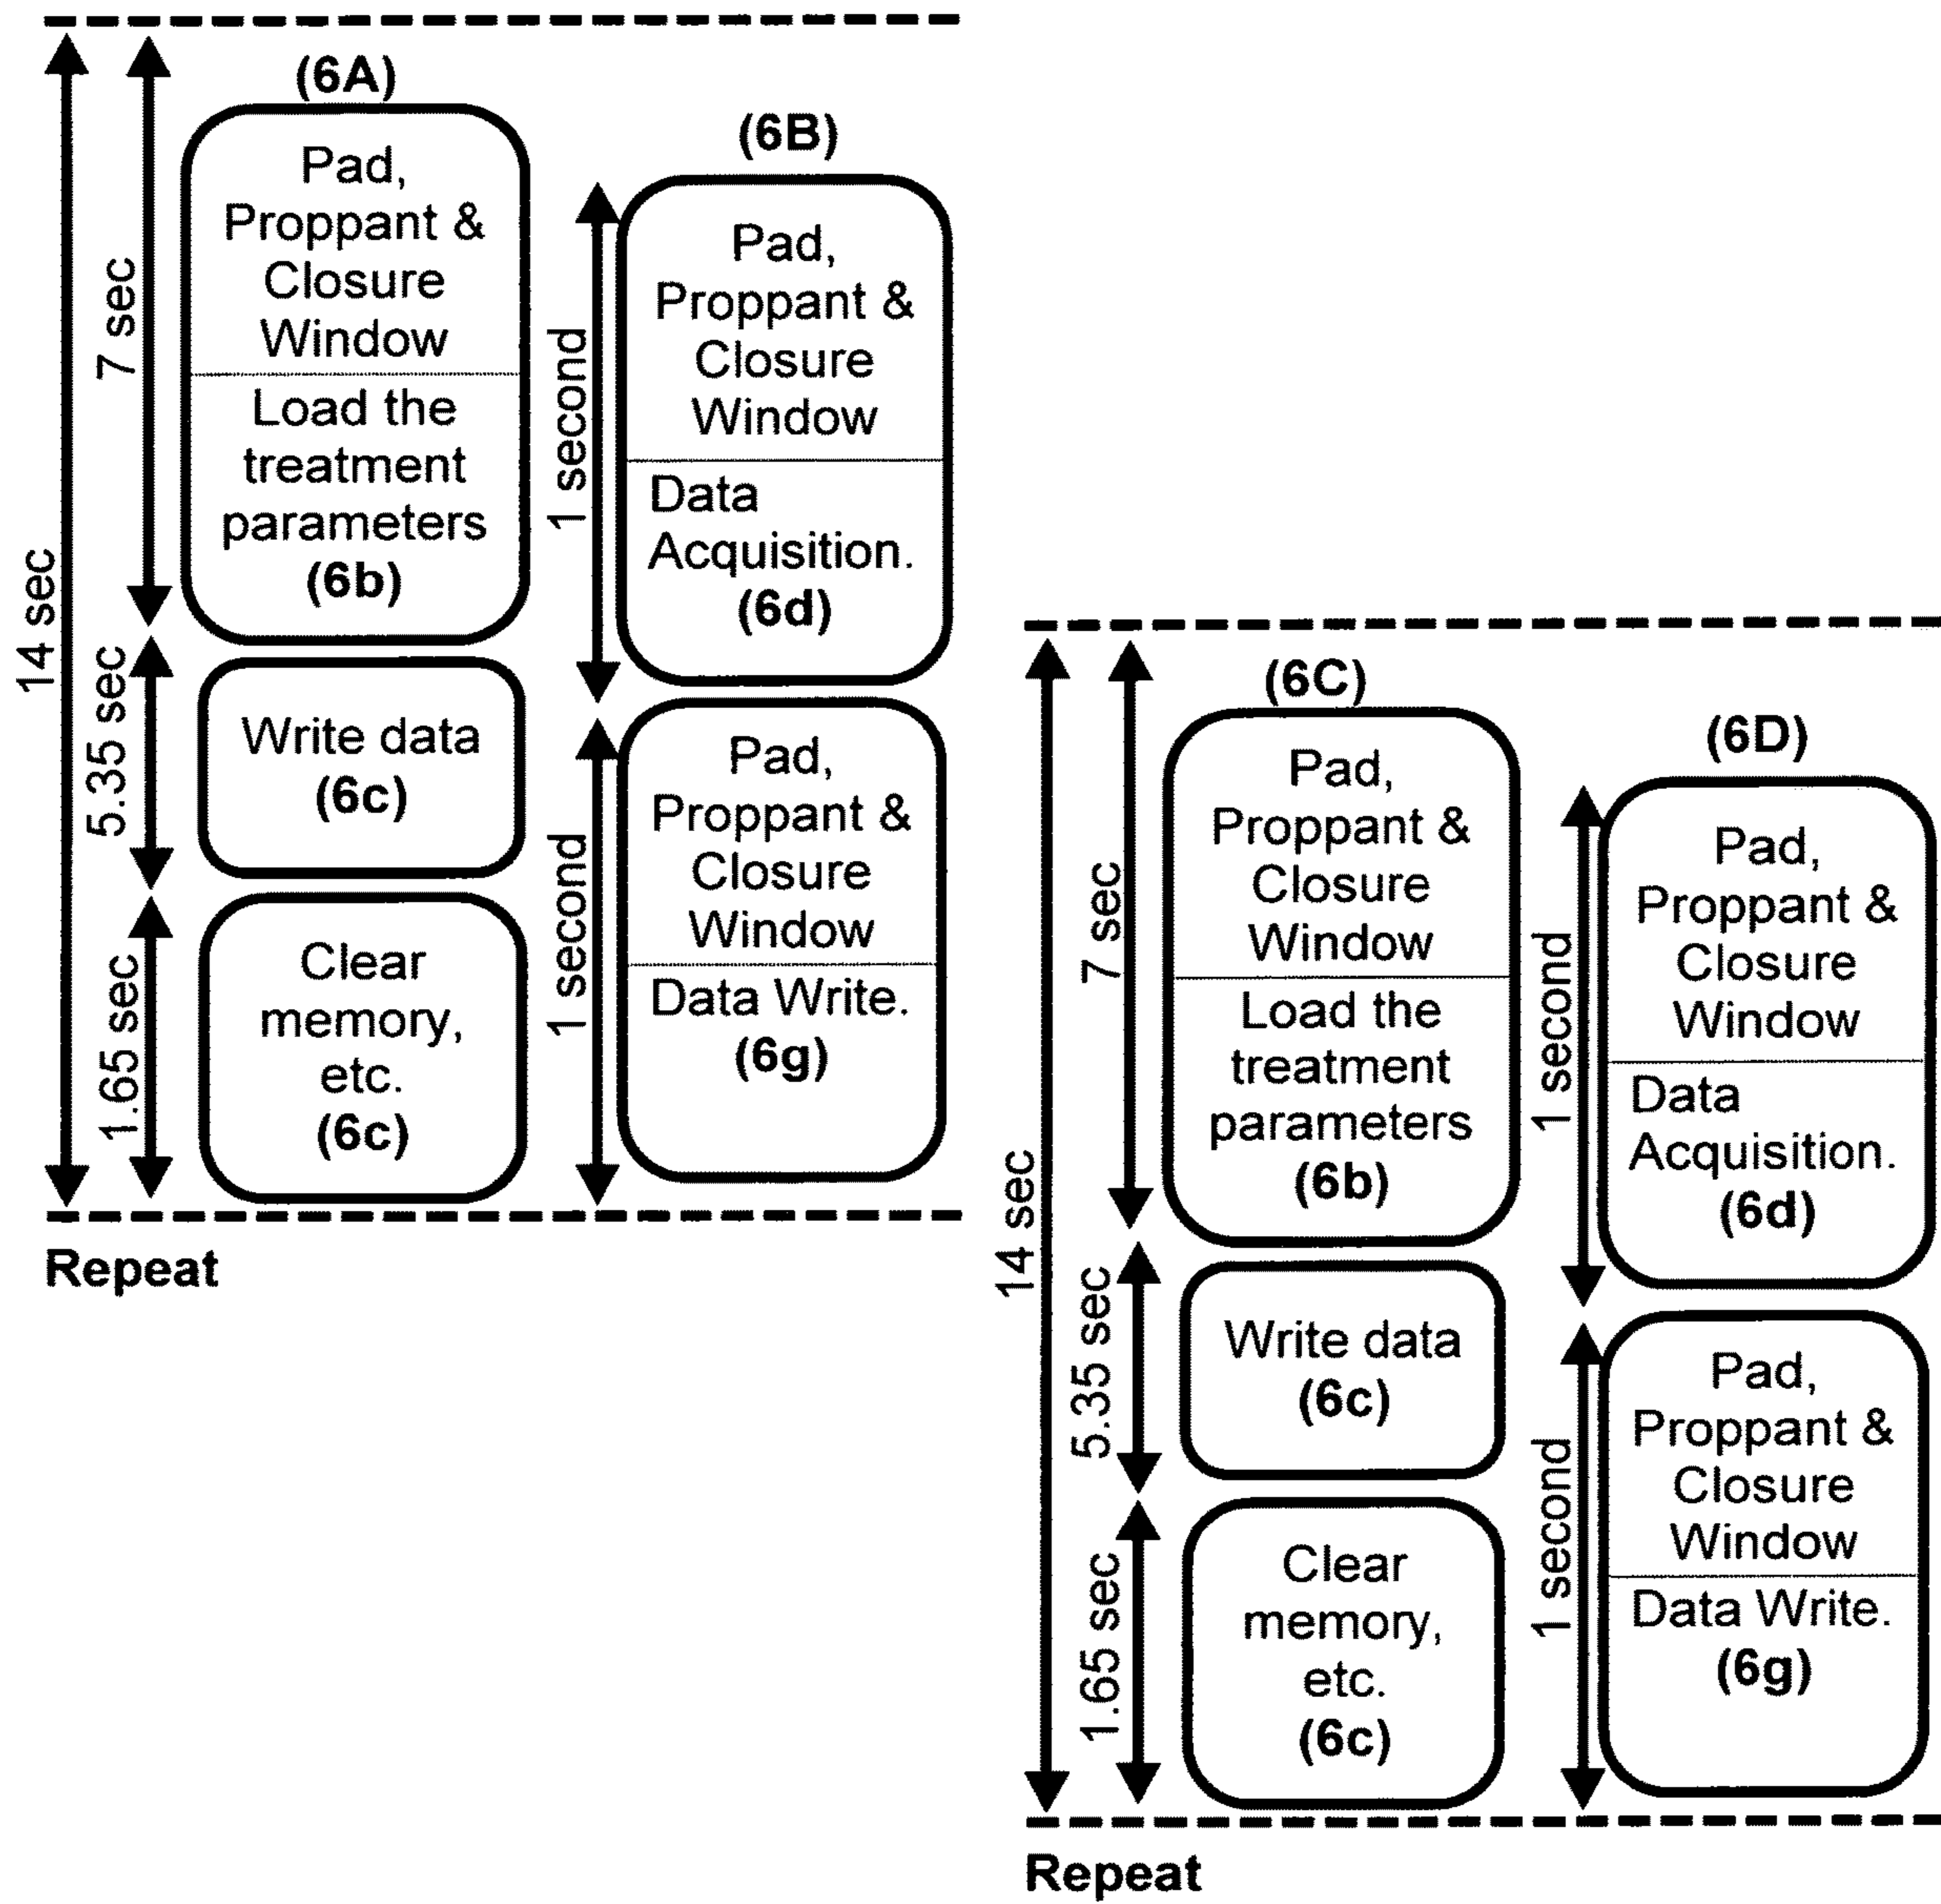 14 sec
7 sec
5.35 sec
1.65 sec
(6A)
Pad,
Proppant &
Closure
Window
Load the
treatment
parameters
(6b)
Write data
(6c)
Clear
memory,
etc.
(6c)
1 second
1 second
(6B)
Pad,
Proppant &
Closure
Window
Data
Acquisition.
(6d)
Pad,
Proppant &
Closure
Window
Data Write.
(6g)
Repeat
14 sec
7 sec
5.35 sec
1.65 sec
(6C)
Pad,
Proppant &
Closure
Window
Load the
treatment
parameters
(6b)
Write data
(6c)
Clear
memory,
etc.
(6c)
1 second
1 second
(6D)
Pad,
Proppant &
Closure
Window
Data
Acquisition.
(6d)
Pad,
Proppant &
Closure
Window
Data Write.
(6g)
Repeat